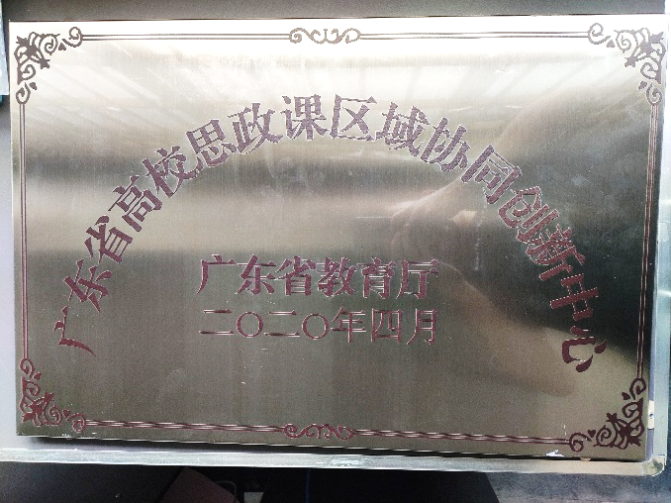 广东省高校思政课区域协同创新中心
广东省教育厅
二〇二〇年四月